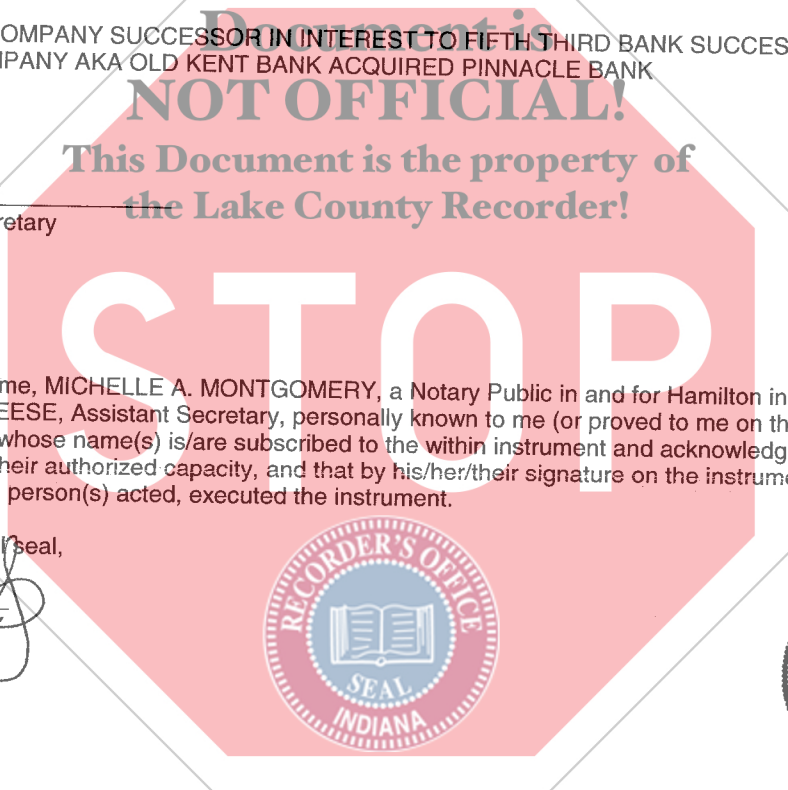 Document is
OMPANY SUCCESSOR IN INTEREST TO FIFTH THIRD BANK SUCCES
MPANY AKA OLD KENT BANK ACQUIRED PINNACLE BANK
NOT OFFICIAL!
This Document is the property of
the Lake County Recorder!
retary
STOP
me, MICHELLE A. MONTGOMERY, a Notary Public in and for Hamilton in
EESE, Assistant Secretary, personally known to me (or proved to me on th
whose name(s) is/are subscribed to the within instrument and acknowledg
heir authorized capacity, and that by his/her/their signature on the instrume
person(s) acted, executed the instrument.
l seal,
RECORDER'S OFFICE
SEAL
INDIANA